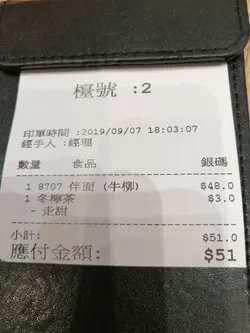 檯號 :2
印單時間 :2019/09/07 18:03:07
經手人 :經理
數量 食品 銀碼
1 8707 伴面 (牛柳) $48.0
1 冬檸茶 $3.0
- 走甜
小計: $51.0
應付金額: $51